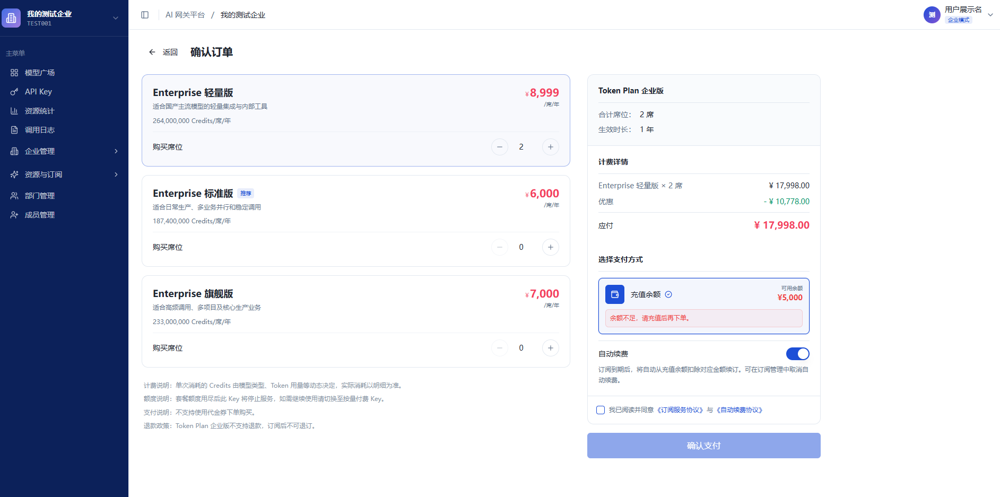 我的测试企业
TEST001
主菜单
模型广场
API Key
资源统计
调用日志
企业管理
资源与订阅
部门管理
成员管理
AI 网关平台 / 我的测试企业
测
用户展示名
企业模式
返回 确认订单
Enterprise 轻量版
¥8,999
适合国产主流模型的轻量集成与内部工具
/席/年
264,000,000 Credits/席/年
购买席位
2
Enterprise 标准版 推荐
¥6,000
适合日常生产、多业务并行和稳定调用
/席/年
187,400,000 Credits/席/年
购买席位
0
Enterprise 旗舰版
¥7,000
适合高频调用、多项目及核心生产业务
/席/年
233,000,000 Credits/席/年
购买席位
0
计费说明：单次消耗的 Credits 由模型类型、Token 用量等动态决定，实际消耗以明细为准。
额度说明：套餐额度用尽后此 Key 将停止服务，如需继续使用请切换至按量付费 Key。
支付说明：不支持使用代金券下单购买。
退款政策：Token Plan 企业版不支持退款，订阅后不可退订。
Token Plan 企业版
合计席位： 2 席
生效时长： 1 年
计费详情
Enterprise 轻量版 × 2 席 ¥ 17,998.00
优惠 - ¥ 10,778.00
应付 ¥ 17,998.00
选择支付方式
充值余额
可用余额
¥5,000
余额不足，请充值后再下单。
自动续费
订阅到期后，将自动从充值余额扣除对应金额续订。可在订阅管理中取消自
动续费。
我已阅读并同意《订阅服务协议》与《自动续费协议》
确认支付